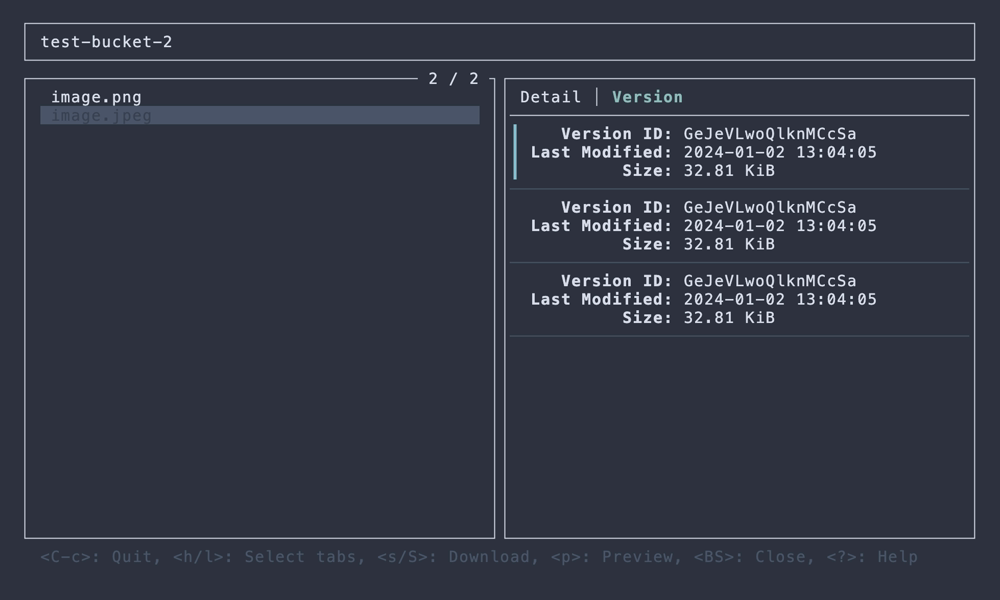 test-bucket-2
2 / 2
image.png
image.jpeg
Detail │ Version
Version ID: GeJeVLwoQlknMCcSa
Last Modified: 2024-01-02 13:04:05
Size: 32.81 KiB
Version ID: GeJeVLwoQlknMCcSa
Last Modified: 2024-01-02 13:04:05
Size: 32.81 KiB
Version ID: GeJeVLwoQlknMCcSa
Last Modified: 2024-01-02 13:04:05
Size: 32.81 KiB
<C-c>: Quit, <h/l>: Select tabs, <s/S>: Download, <p>: Preview, <BS>: Close, <?>: Help